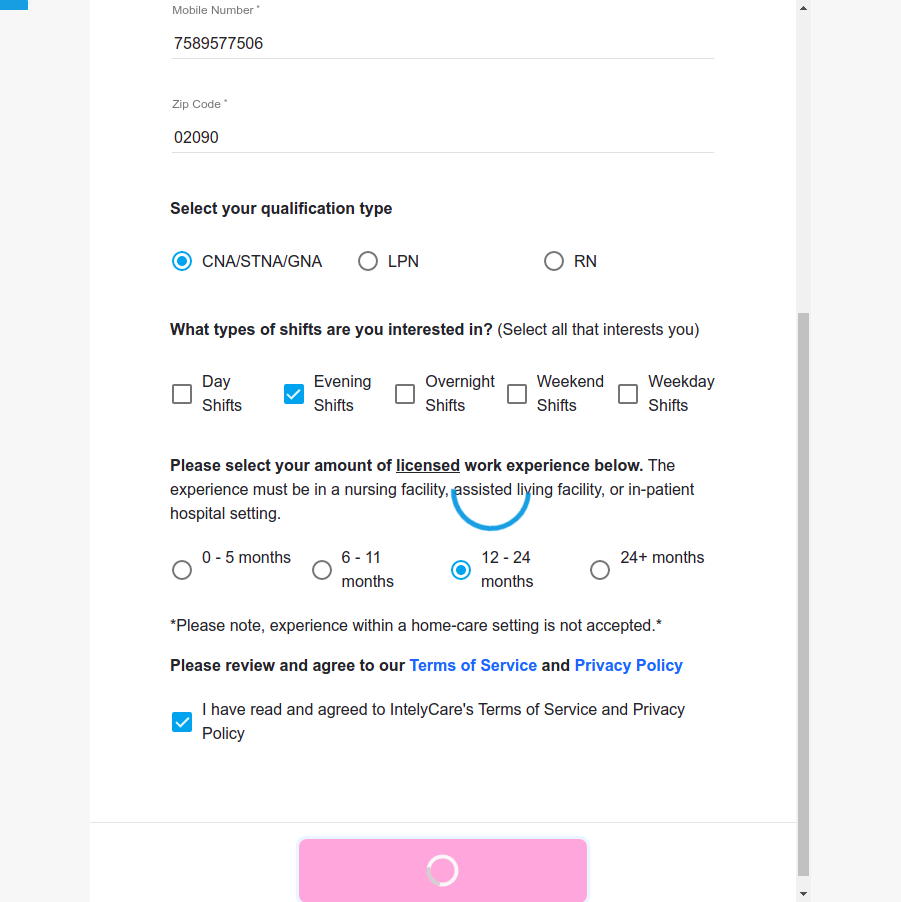 Mobile Number *
7589577506
Zip Code *
02090
Select your qualification type
CNA/STNA/GNA
LPN
RN
What types of shifts are you interested in? (Select all that interests you)
Day
Shifts
Evening
Shifts
Overnight
Shifts
Weekend
Shifts
Weekday
Shifts
Please select your amount of licensed work experience below. The
experience must be in a nursing facility, assisted living facility, or in-patient
hospital setting.
0 - 5 months
6 - 11
months
12 - 24
months
24+ months
*Please note, experience within a home-care setting is not accepted.*
Please review and agree to our Terms of Service and Privacy Policy
I have read and agreed to IntelyCare's Terms of Service and Privacy
Policy